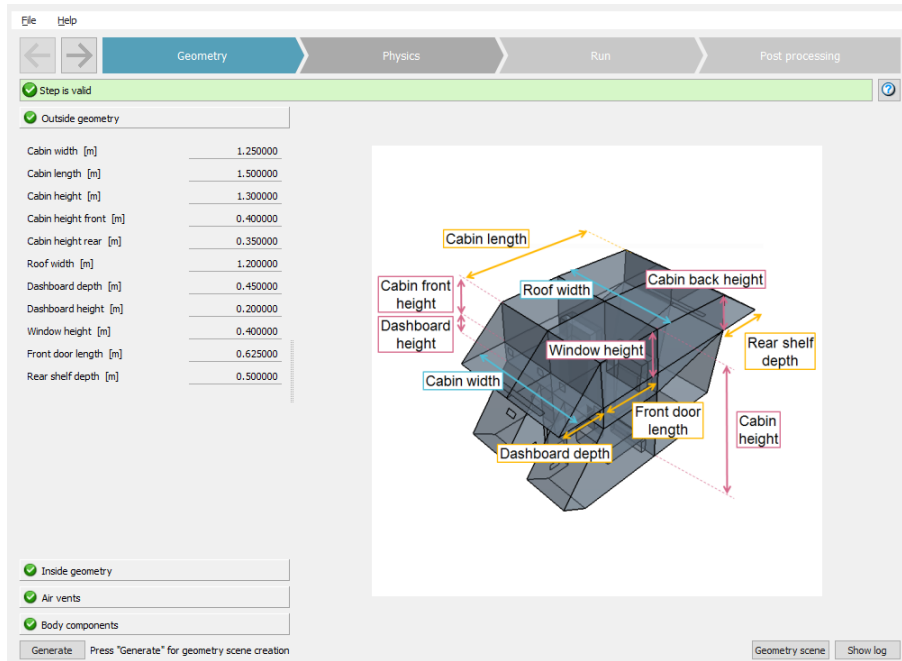 File Help
Geometry Physics Run Post processing
Step is valid
Outside geometry
Cabin width [m] 1.250000
Cabin length [m] 1.500000
Cabin height [m] 1.300000
Cabin height front [m] 0.400000
Cabin height rear [m] 0.350000
Roof width [m] 1.200000
Dashboard depth [m] 0.450000
Dashboard height [m] 0.200000
Window height [m] 0.400000
Front door length [m] 0.625000
Rear shelf depth [m] 0.500000
Cabin length
Cabin front
height
Roof width
Cabin back height
Dashboard
height
Window height
Rear shelf
depth
Cabin width
Front door
length
Cabin
height
Dashboard depth
Inside geometry
Air vents
Body components
Generate Press "Generate" for geometry scene creation
Geometry scene Show log